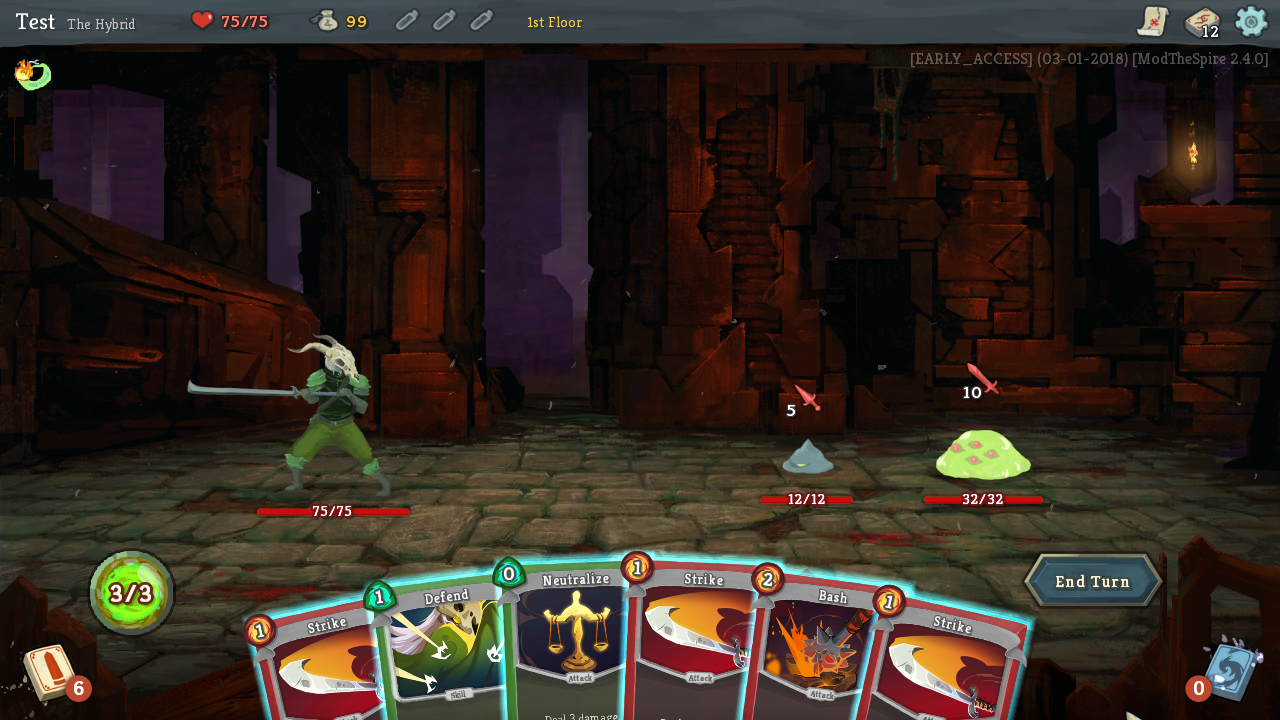 Test The Hybrid 75/75 99 1st Floor 12
[EARLY_ACCESS] (03-01-2018) [ModTheSpire 2.4.0]
5 10
12/12 32/32
75/75
3/3
End Turn
1 Strike
1 Defend
Skill
0 Neutralize
Attack
Deal 3 damage
1 Strike
Attack
2 Bash
Attack
1 Strike
6
0